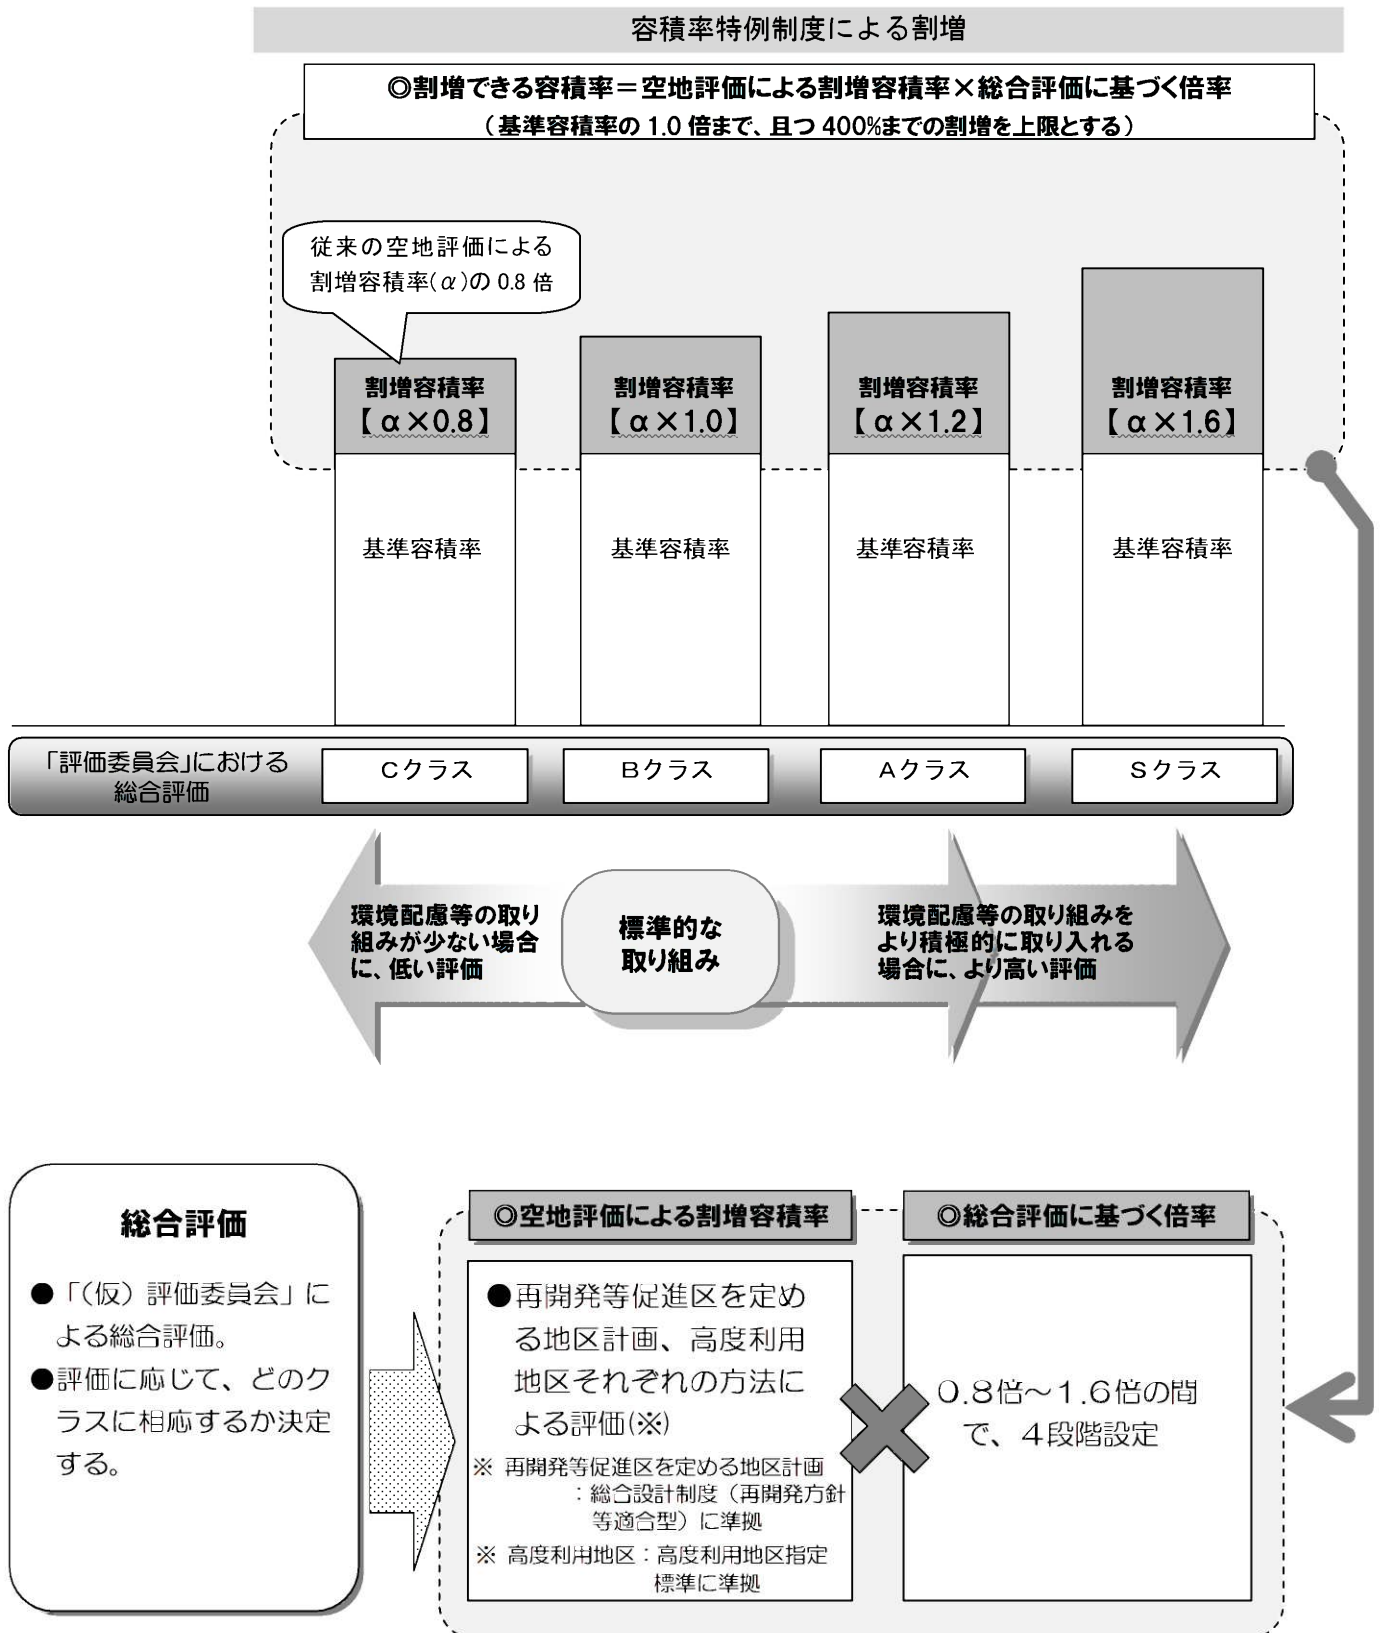 容積率特例制度による割増
◎割増できる容積率＝空地評価による割増容積率×総合評価に基づく倍率
（基準容積率の 1.0 倍まで、且つ 400%までの割増を上限とする）
従来の空地評価による
割増容積率(α)の 0.8 倍
割増容積率
【α×0.8】
割増容積率
【α×1.0】
割増容積率
【α×1.2】
割増容積率
【α×1.6】
基準容積率
基準容積率
基準容積率
基準容積率
「評価委員会」における
総合評価
Cクラス
Bクラス
Aクラス
Sクラス
環境配慮等の取り
組みが少ない場合
に、低い評価
標準的な
取り組み
環境配慮等の取り組みを
より積極的に取り入れる
場合に、より高い評価
総合評価
●「(仮) 評価委員会」に
よる総合評価。
●評価に応じて、どのク
ラスに相応するか決定
する。
◎空地評価による割増容積率
●再開発等促進区を定め
る地区計画、高度利用
地区それぞれの方法に
よる評価(※)
※ 再開発等促進区を定める地区計画
：総合設計制度（再開発方針
等適合型）に準拠
※ 高度利用地区：高度利用地区指定
標準に準拠
◎総合評価に基づく倍率
0.8倍～1.6倍の間
で、4段階設定